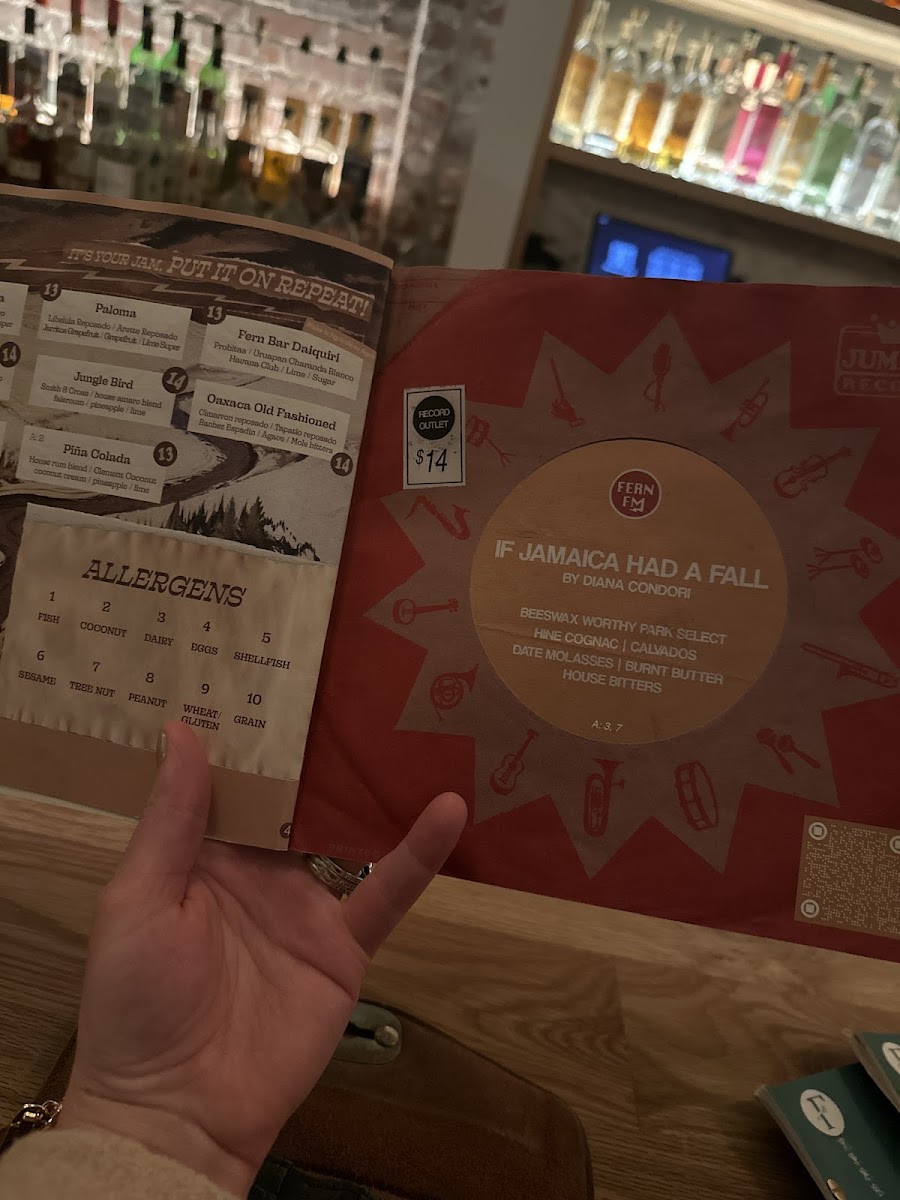 IT'S YOUR JAM, PUT IT ON REPEAT!
13
Paloma
Libelula Reposado / Arette Reposado
Jarritos Grapefruit / Grapefruit / Lime Super
13
Fern Bar Daiquiri
Probitas / Uruapan Charanda Blanco
Havana Club / Lime / Sugar
14
Jungle Bird
14
Smith & Cross / house amaro blend
falernum / pineapple / lime
Oaxaca Old Fashioned
Cimarron reposado / Tapatio reposado
Banhez Espadin / Agave / Mole bitters
14
A: 2
Piña Colada
13
House rum blend / Clement Coconut
coconut cream / pineapple / lime
ALLERGENS
1
FISH
2
COCONUT
3
DAIRY
4
EGGS
5
SHELLFISH
6
SESAME
7
TREE NUT
8
PEANUT
9
WHEAT/
GLUTEN
10
GRAIN
4
RECORD
OUTLET
$14
JUM
RECO
FERN
FM
IF JAMAICA HAD A FALL
BY DIANA CONDORI
BEESWAX WORTHY PARK SELECT
HINE COGNAC | CALVADOS
DATE MOLASSES | BURNT BUTTER
HOUSE BITTERS
A: 3, 7